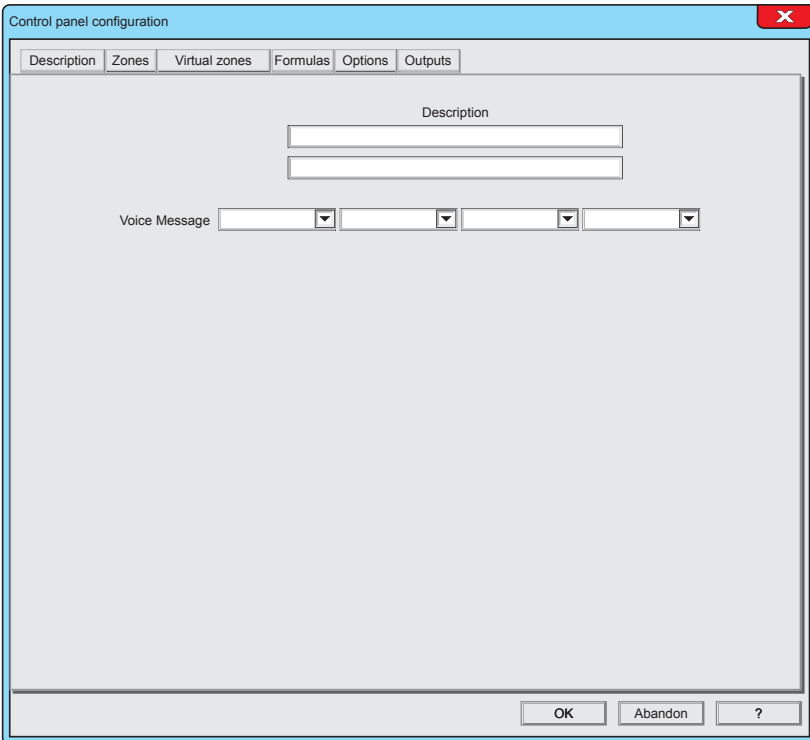 Control panel configuration
Description Zones Virtual zones Formulas Options Outputs
Description
Voice Message
OK Abandon ?